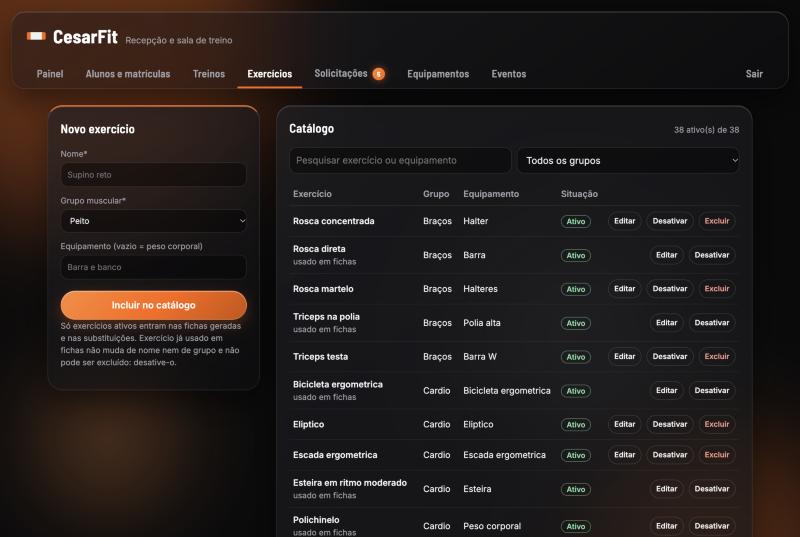 CesarFit Recepção e sala de treino
Painel Alunos e matrículas Treinos Exercícios Solicitações 6 Equipamentos Eventos Sair
Novo exercício
Nome*
Supino reto
Grupo muscular*
Peito
Equipamento (vazio = peso corporal)
Barra e banco
Incluir no catálogo
Só exercícios ativos entram nas fichas geradas
e nas substituições. Exercício já usado em
fichas não muda de nome nem de grupo e não
pode ser excluído: desative-o.
Catálogo 38 ativo(s) de 38
Pesquisar exercício ou equipamento Todos os grupos
Exercício Grupo Equipamento Situação
Rosca concentrada Braços Halter Ativo Editar Desativar Excluir
Rosca direta
usado em fichas
Braços Barra Ativo Editar Desativar
Rosca martelo Braços Halteres Ativo Editar Desativar Excluir
Triceps na polia
usado em fichas
Braços Polia alta Ativo Editar Desativar
Triceps testa Braços Barra W Ativo Editar Desativar Excluir
Bicicleta ergometrica
usado em fichas
Cardio Bicicleta ergometrica Ativo Editar Desativar
Eliptico Cardio Eliptico Ativo Editar Desativar Excluir
Escada ergometrica Cardio Escada ergometrica Ativo Editar Desativar Excluir
Esteira em ritmo moderado
usado em fichas
Cardio Esteira Ativo Editar Desativar
Polichinelo
usado em fichas
Cardio Peso corporal Ativo Editar Desativar